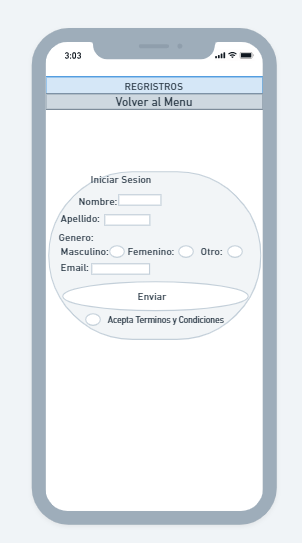 3:03
REGRISTROS
Volver al Menu
Iniciar Sesion
Nombre:
Apellido:
Genero:
Masculino: Femenino: Otro:
Email:
Enviar
Acepta Terminos y Condiciones